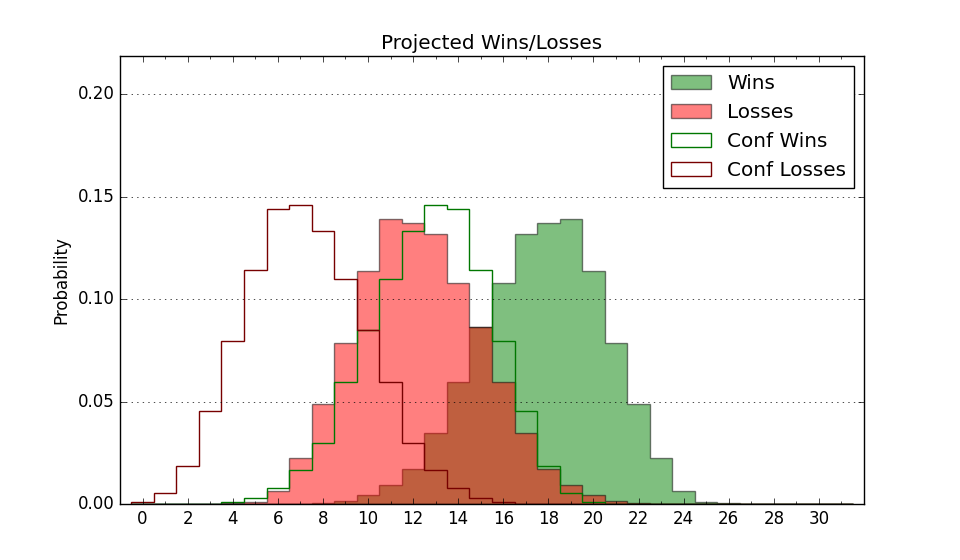 Projected Wins/Losses
Wins
Losses
Conf Wins
Conf Losses
Probability
0.20
0.15
0.10
0.05
0.00
0 2 4 6 8 10 12 14 16 18 20 22 24 26 28 30